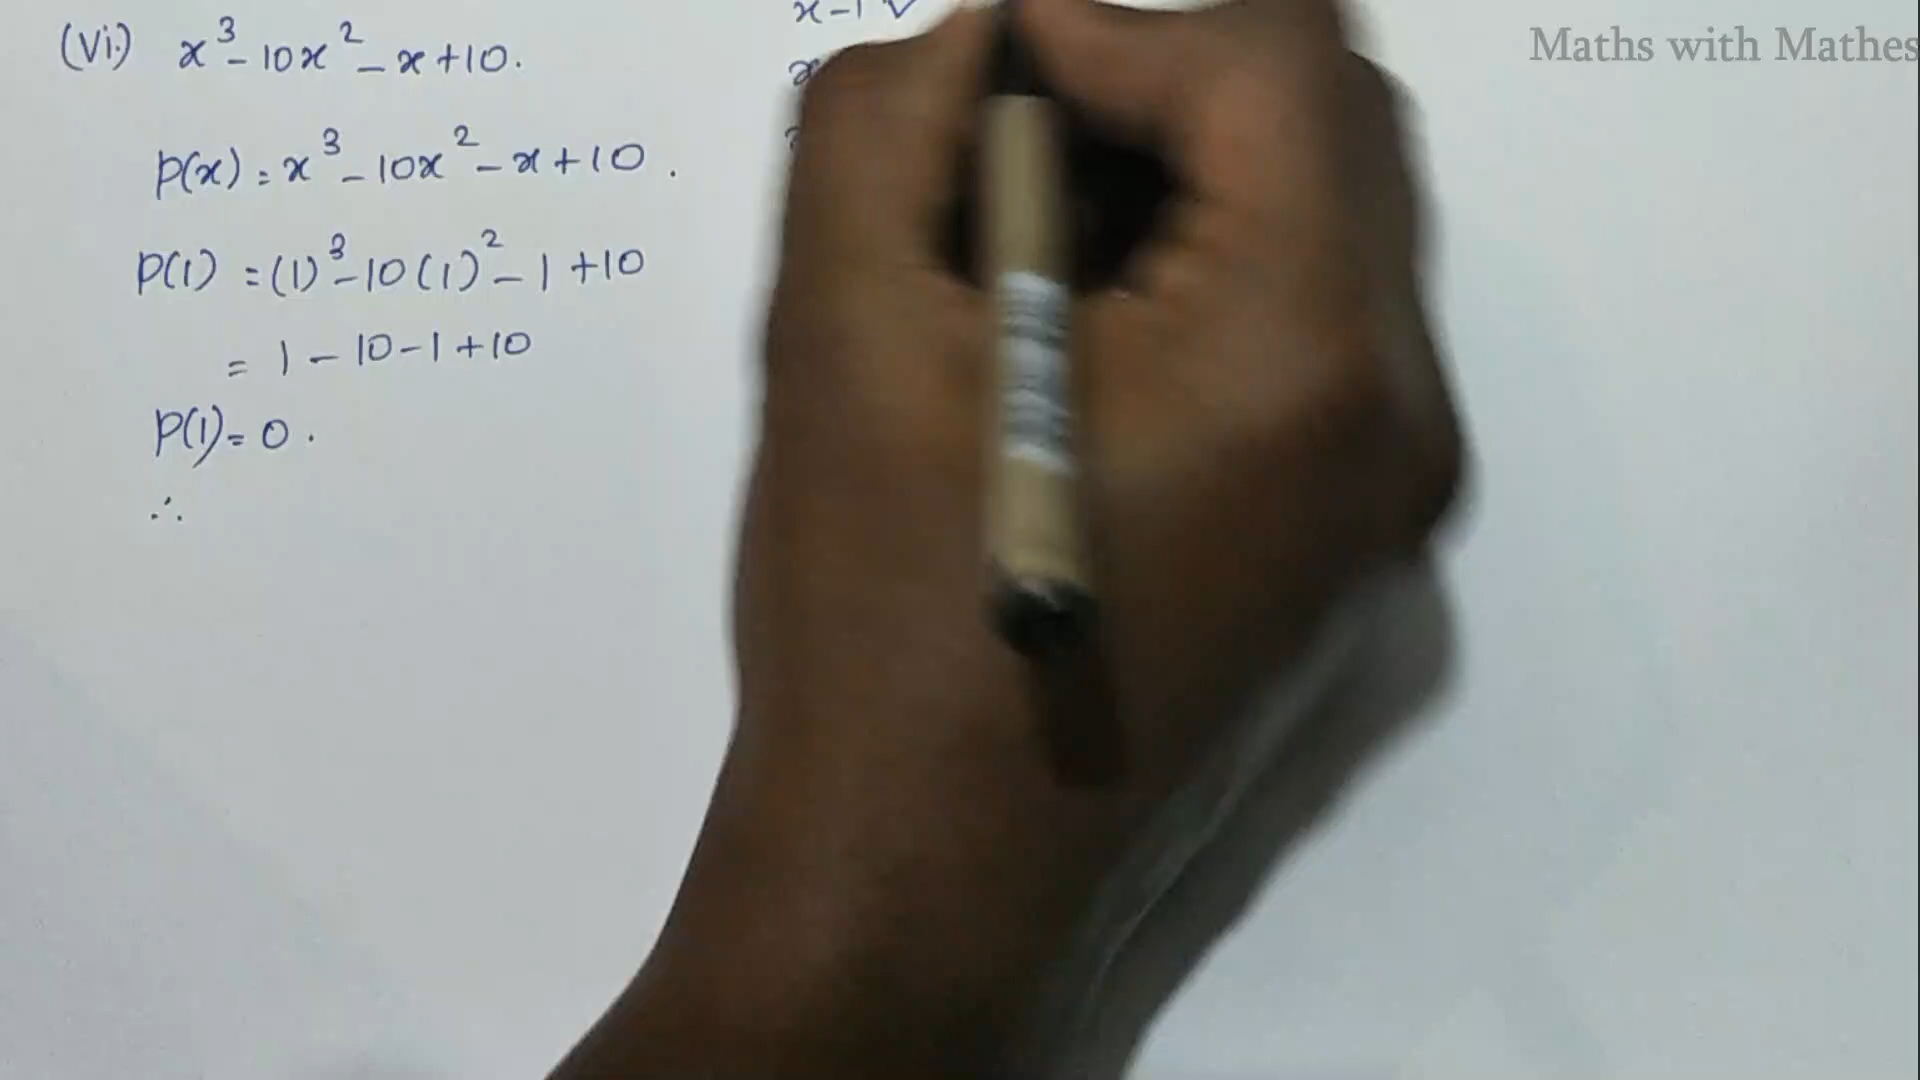 (vi) x³ - 10x² - x + 10.
Maths with Mathes
x - 1 ✓
P(x) = x³ - 10x² - x + 10.
P(1) = (1)³ - 10(1)² - 1 + 10
= 1 - 10 - 1 + 10
P(1) = 0.
∴